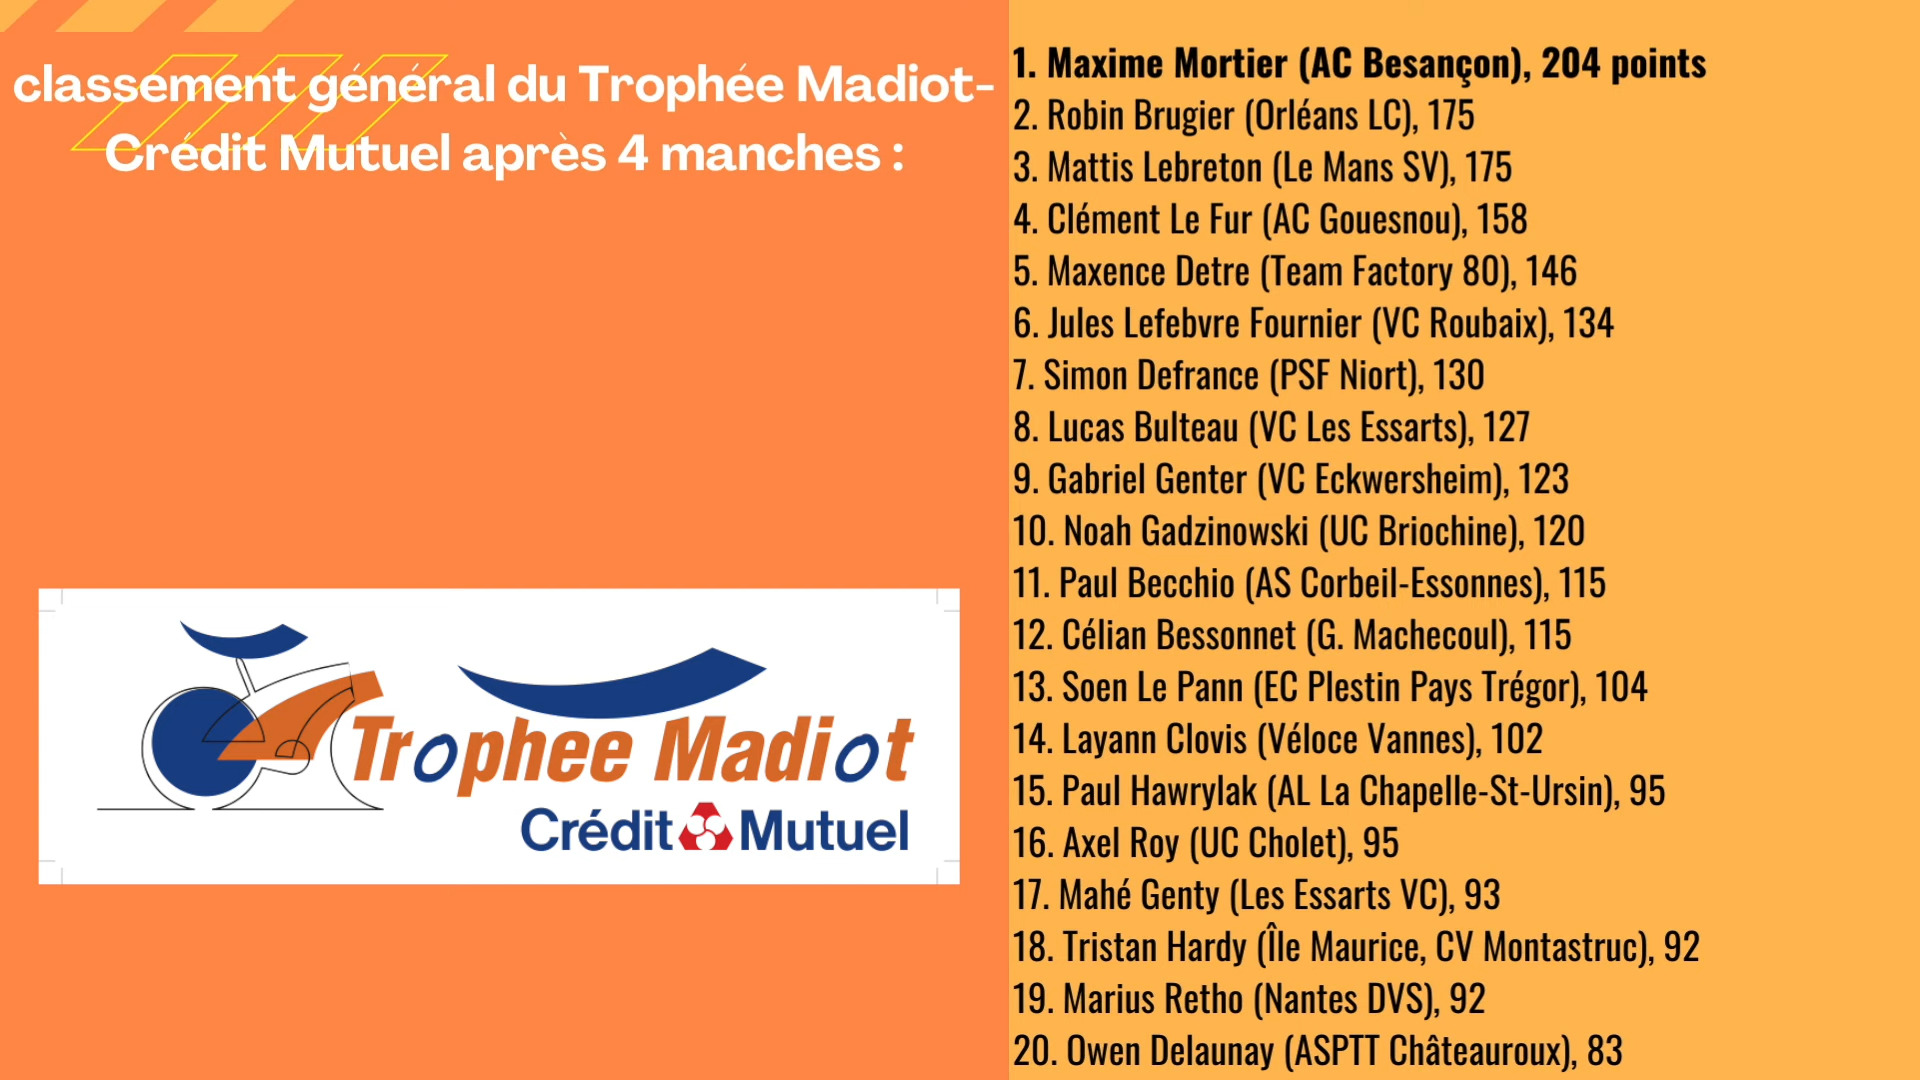 classement général du Trophée Madiot-
Crédit Mutuel après 4 manches :
Trophee Madiot
Crédit Mutuel
1. Maxime Mortier (AC Besançon), 204 points
2. Robin Brugier (Orléans LC), 175
3. Mattis Lebreton (Le Mans SV), 175
4. Clément Le Fur (AC Gouesnou), 158
5. Maxence Detre (Team Factory 80), 146
6. Jules Lefebvre Fournier (VC Roubaix), 134
7. Simon Defrance (PSF Niort), 130
8. Lucas Bulteau (VC Les Essarts), 127
9. Gabriel Genter (VC Eckwersheim), 123
10. Noah Gadzinowski (UC Briochine), 120
11. Paul Becchio (AS Corbeil-Essonnes), 115
12. Célian Bessonnet (G. Machecoul), 115
13. Soen Le Pann (EC Plestin Pays Trégor), 104
14. Layann Clovis (Véloce Vannes), 102
15. Paul Hawrylak (AL La Chapelle-St-Ursin), 95
16. Axel Roy (UC Cholet), 95
17. Mahé Genty (Les Essarts VC), 93
18. Tristan Hardy (Île Maurice, CV Montastruc), 92
19. Marius Retho (Nantes DVS), 92
20. Owen Delaunay (ASPTT Châteauroux), 83